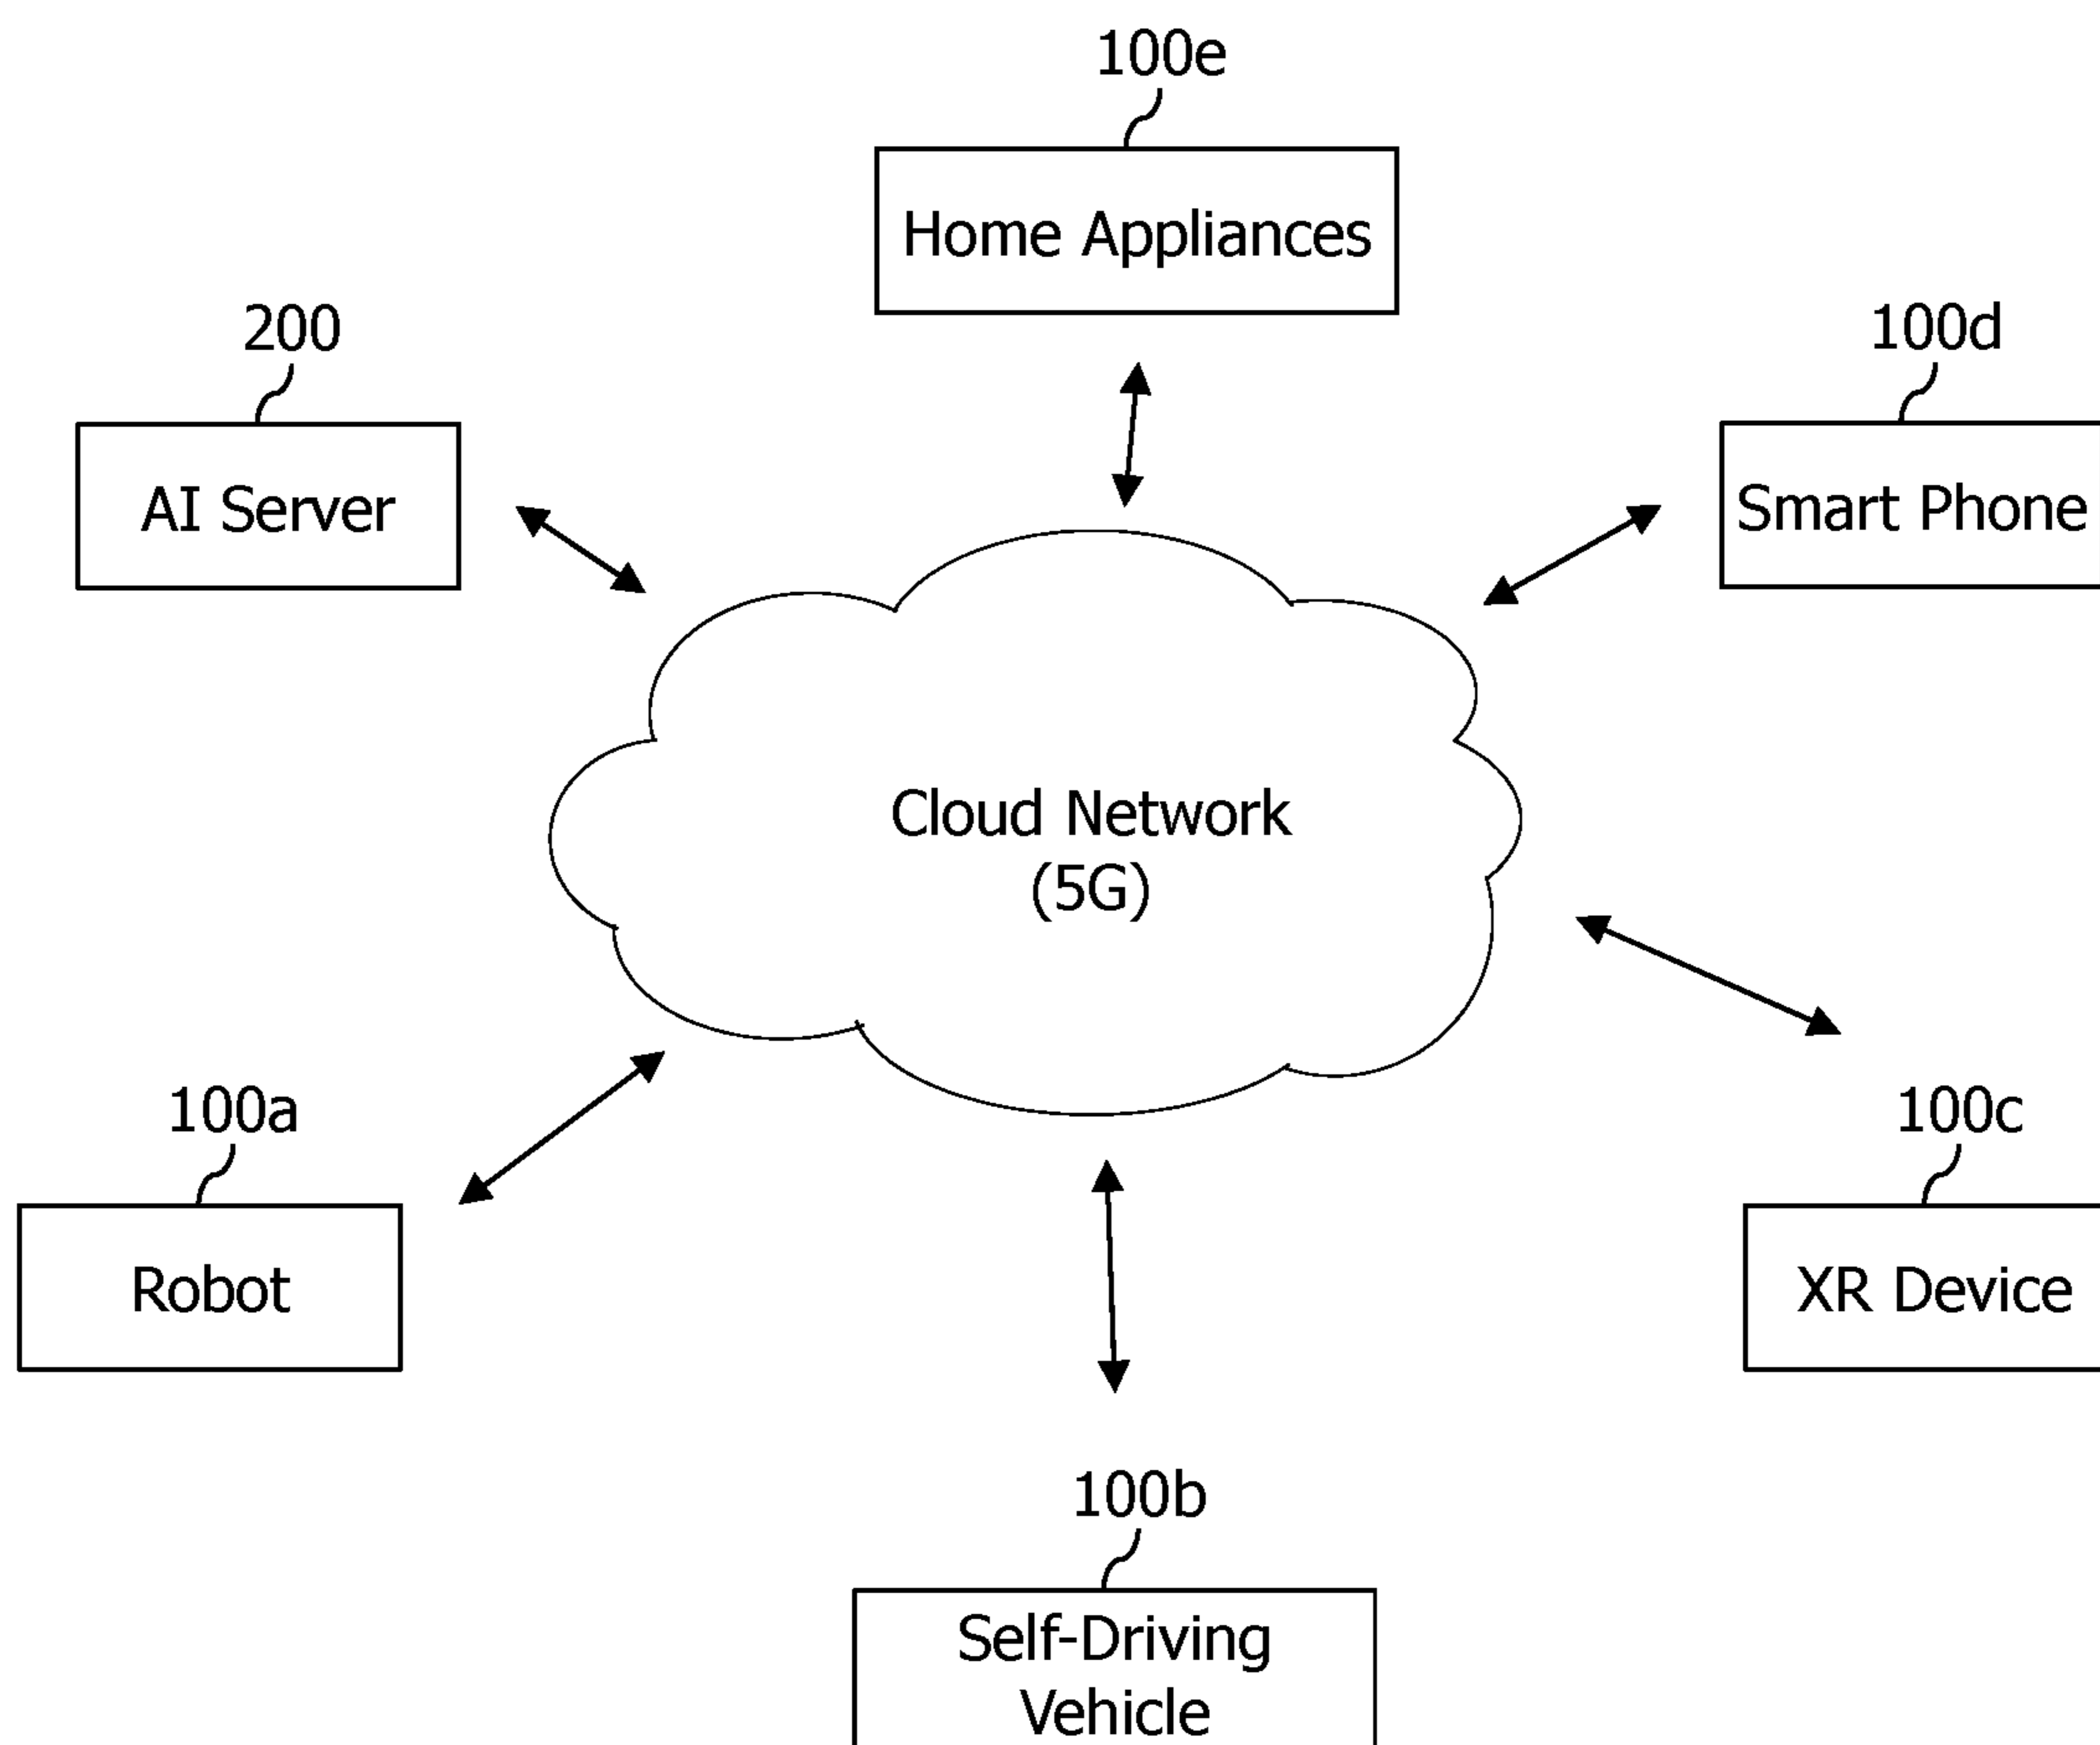 100e
Home Appliances
200
AI Server
100d
Smart Phone
Cloud Network
(5G)
100a
Robot
100c
XR Device
100b
Self-Driving
Vehicle